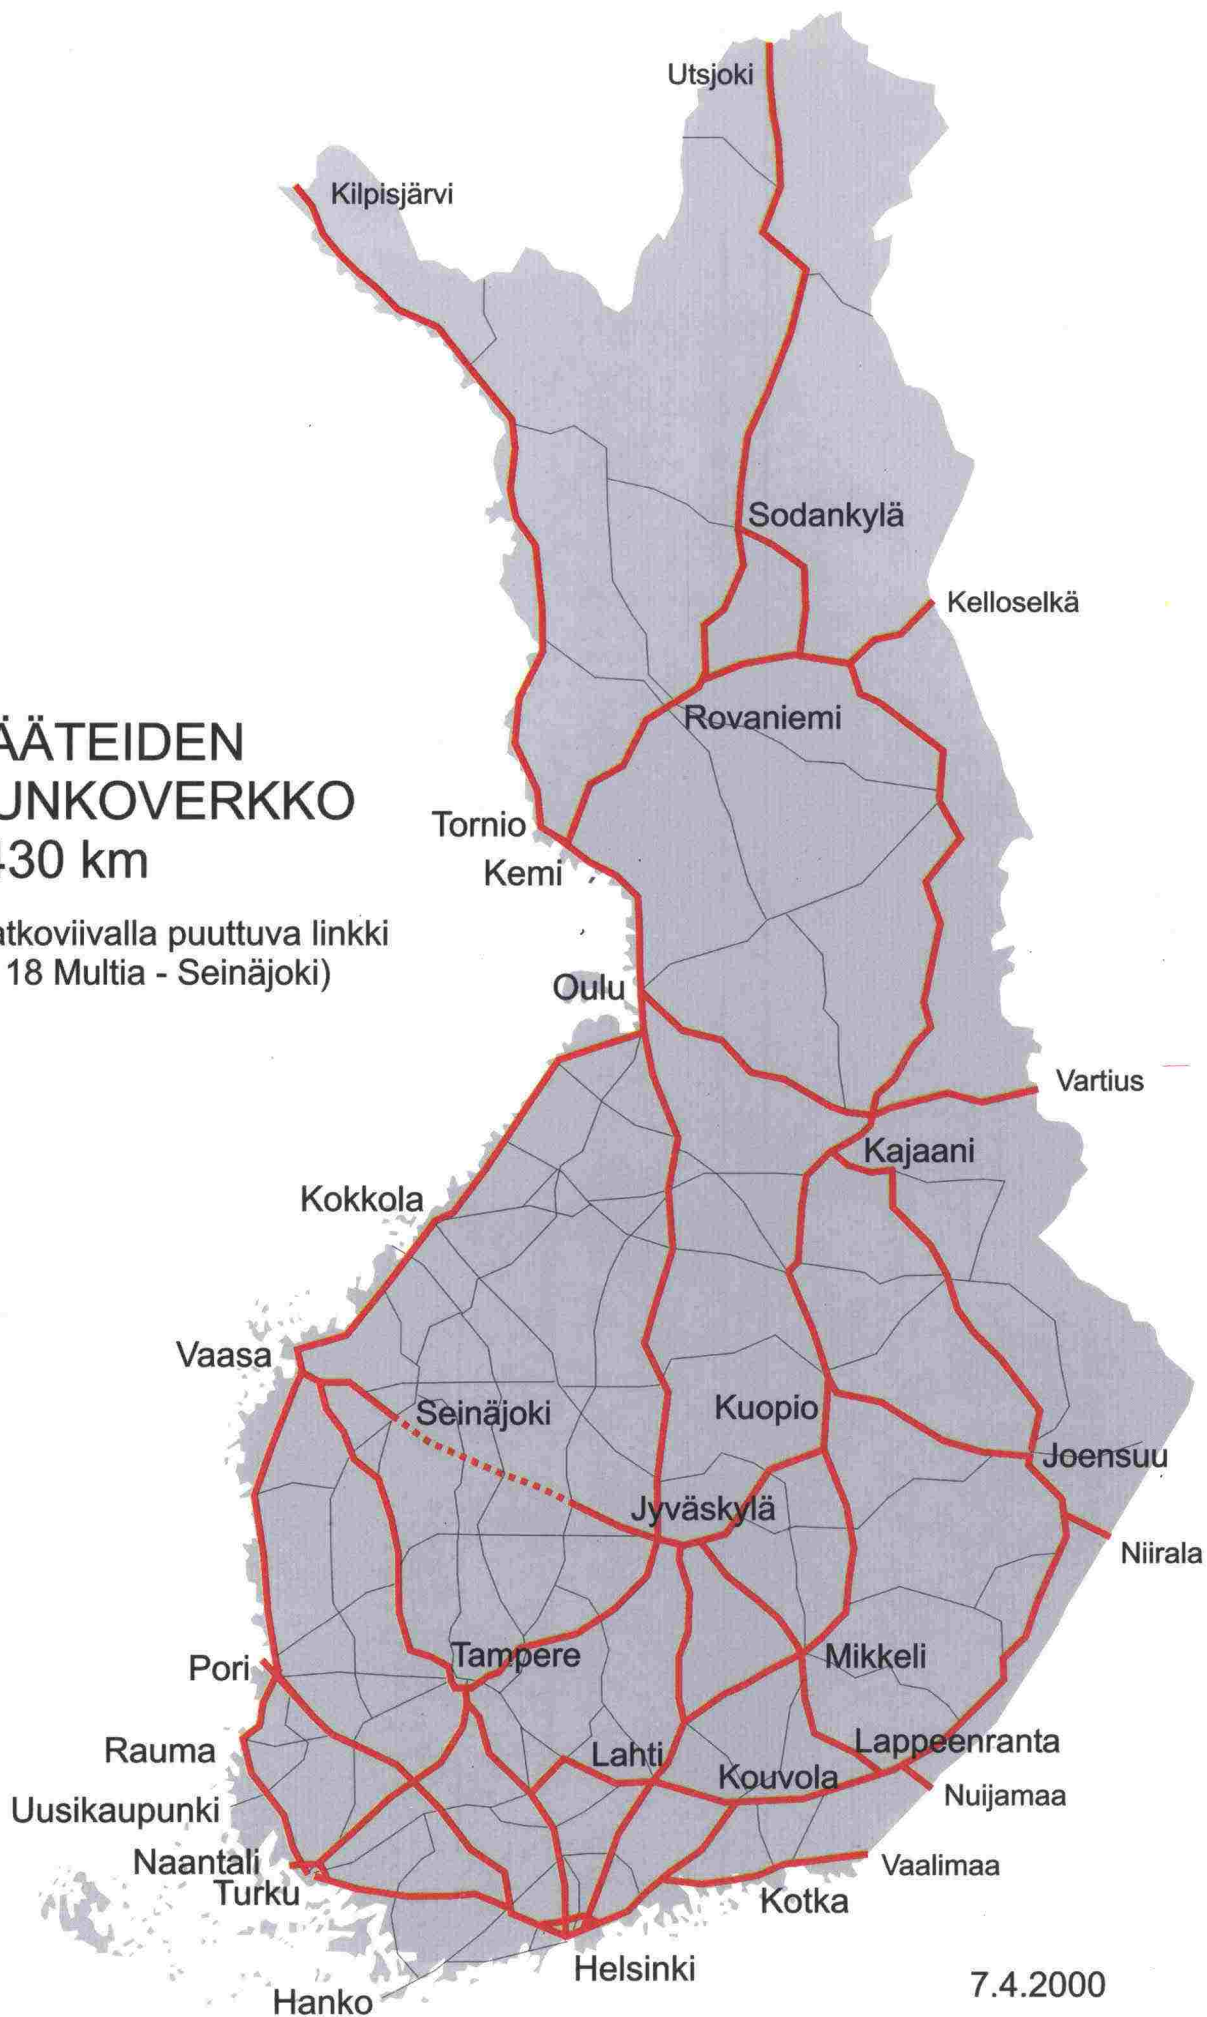 Utsjoki
Kilpisjärvi
Sodankylä
Kelloselkä
Rovaniemi
ÄÄTEIDEN
UNKOVERKKO
430 km
Tornio
Kemi
atkoviivalla puuttuva linkki
18 Multia - Seinäjoki)
Oulu
Vartius
Kajaani
Kokkola
Vaasa
Seinäjoki
Kuopio
Joensuu
Jyväskylä
Niirala
Tampere
Mikkeli
Pori
Rauma
Lahti
Lappeenranta
Kouvola
Nuijamaa
Uusikaupunki
Naantali
Vaalimaa
Turku
Kotka
Helsinki
7.4.2000
Hanko